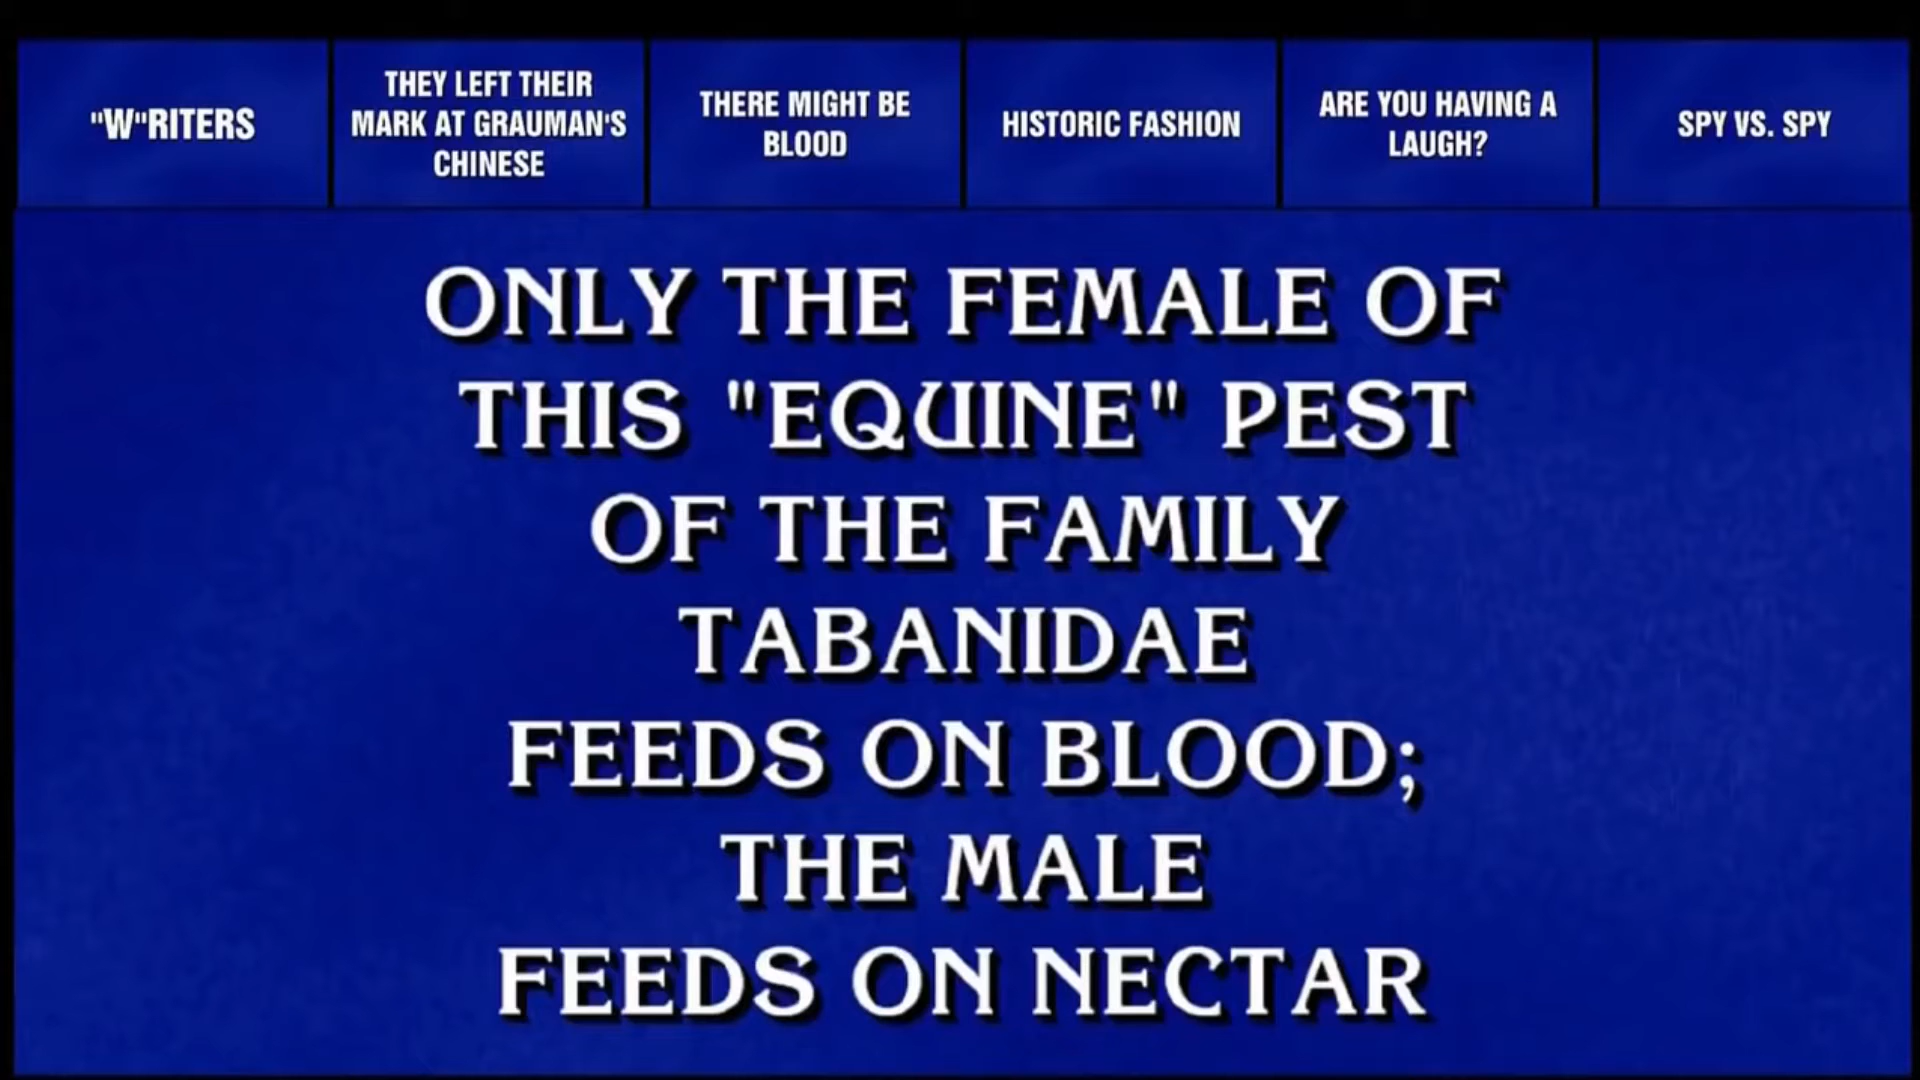 "W"RITERS
THEY LEFT THEIR
MARK AT GRAUMAN'S
CHINESE
THERE MIGHT BE
BLOOD
HISTORIC FASHION
ARE YOU HAVING A
LAUGH?
SPY VS. SPY
ONLY THE FEMALE OF
THIS "EQUINE" PEST
OF THE FAMILY
TABANIDAE
FEEDS ON BLOOD;
THE MALE
FEEDS ON NECTAR